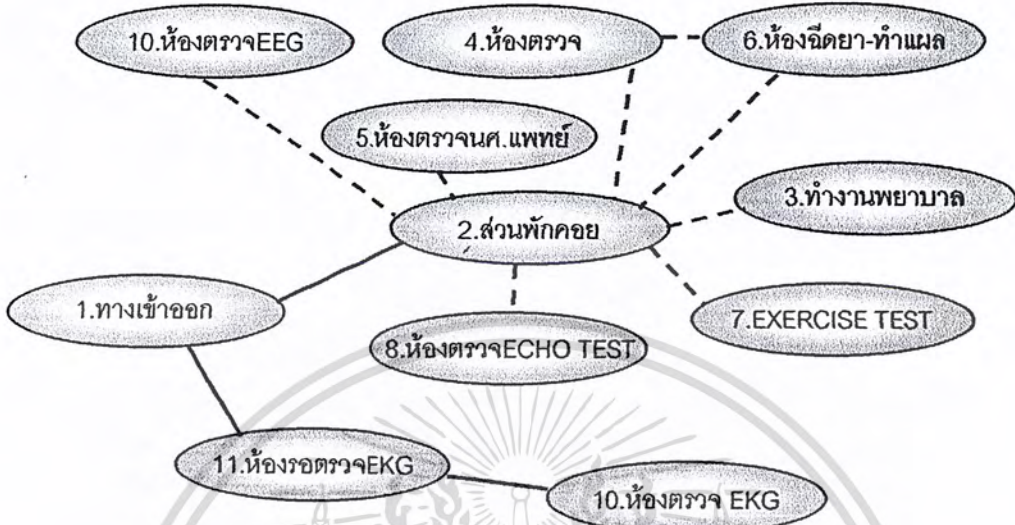 10.ห้องตรวจEEG
4.ห้องตรวจ
6.ห้องฉีดยา-ทำแผล
5.ห้องตรวจนศ.แพทย์
3.ทำงานพยาบาล
2.ส่วนพักคอย
1.ทางเข้าออก
7.EXERCISE TEST
8.ห้องตรวจECHO TEST
11.ห้องรอตรวจEKG
10.ห้องตรวจ EKG